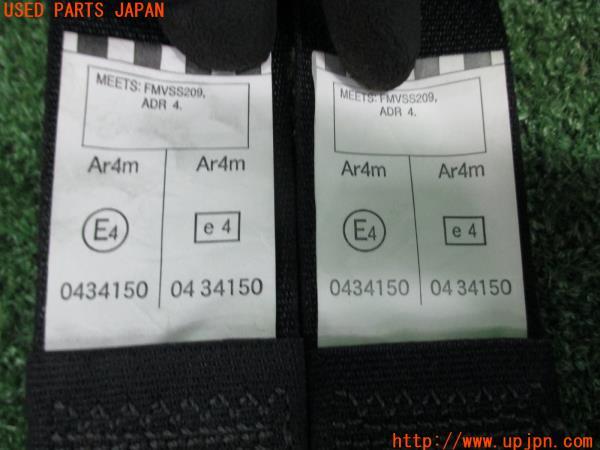 USED PARTS JAPAN
MEETS: FMVSS209,
ADR 4.
Ar4m Ar4m
E4 e 4
0434150 04 34150
MEETS: FMVSS209,
ADR 4.
Ar4m Ar4m
E4 e 4
0434150 04 34150
http://www.upjpn.com/